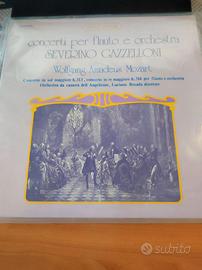 concerti per flauto e orchestra
SEVERINO GAZZELLONI
Wolfgang Amadeus Mozart
Concerto in sol maggiore K. 313, concerto in re maggiore K. 314 per flauto e orchestra
Orchestra da camera dell'Angelicum, Luciano Rosada direttore
subito